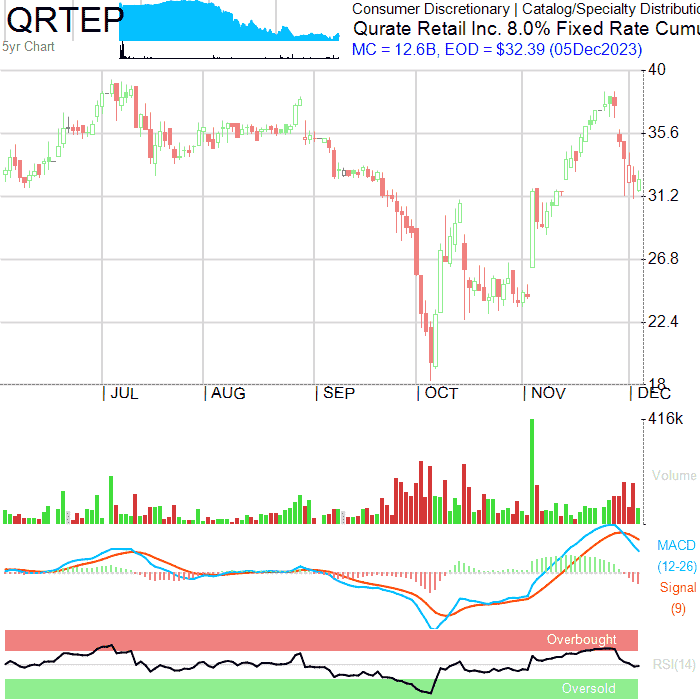 QRTEP
5yr Chart
Consumer Discretionary | Catalog/Specialty Distributio
Qurate Retail Inc. 8.0% Fixed Rate Cumu
MC = 12.6B, EOD = $32.39 (05Dec2023)
40
35.6
31.2
26.8
22.4
18
| JUL
| AUG
| SEP
| OCT
| NOV
| DEC
416k
Volume
MACD
(12-26)
Signal
(9)
Overbought
RSI(14)
Oversold